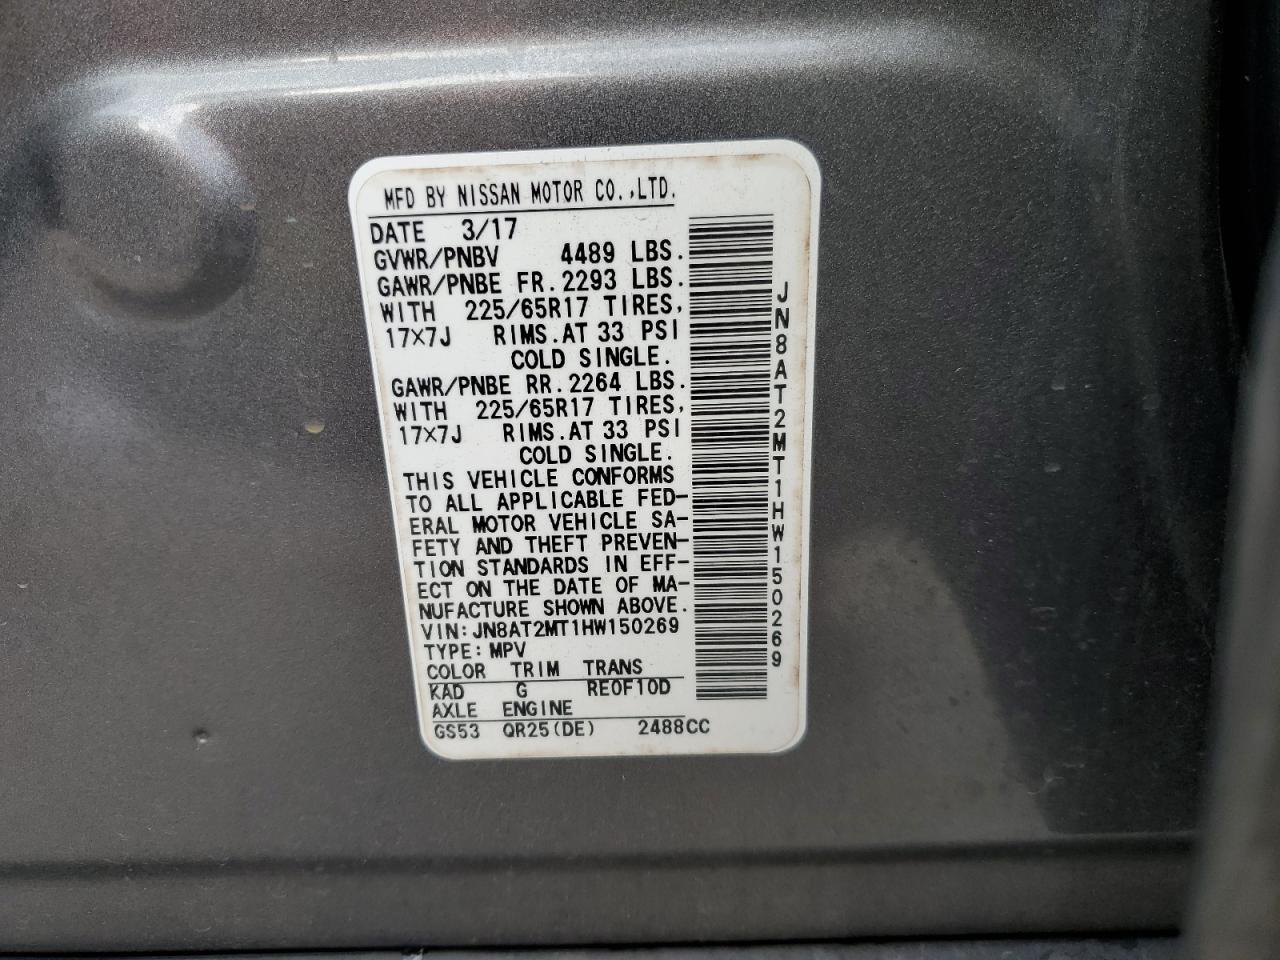 MFD BY NISSAN MOTOR CO.,LTD.
DATE 3/17
GVWR/PNBV 4489 LBS.
GAWR/PNBE FR.2293 LBS.
WITH 225/65R17 TIRES,
17×7J RIMS.AT 33 PSI
COLD SINGLE.
GAWR/PNBE RR.2264 LBS.
WITH 225/65R17 TIRES,
17×7J RIMS.AT 33 PSI
COLD SINGLE.
THIS VEHICLE CONFORMS
TO ALL APPLICABLE FED-
ERAL MOTOR VEHICLE SA-
FETY AND THEFT PREVEN-
TION STANDARDS IN EFF-
ECT ON THE DATE OF MA-
NUFACTURE SHOWN ABOVE.
VIN:JN8AT2MT1HW150269
TYPE:MPV
COLOR TRIM TRANS
KAD G RE0F10D
AXLE ENGINE
GS53 QR25(DE) 2488CC
JN8AT2MT1HW150269